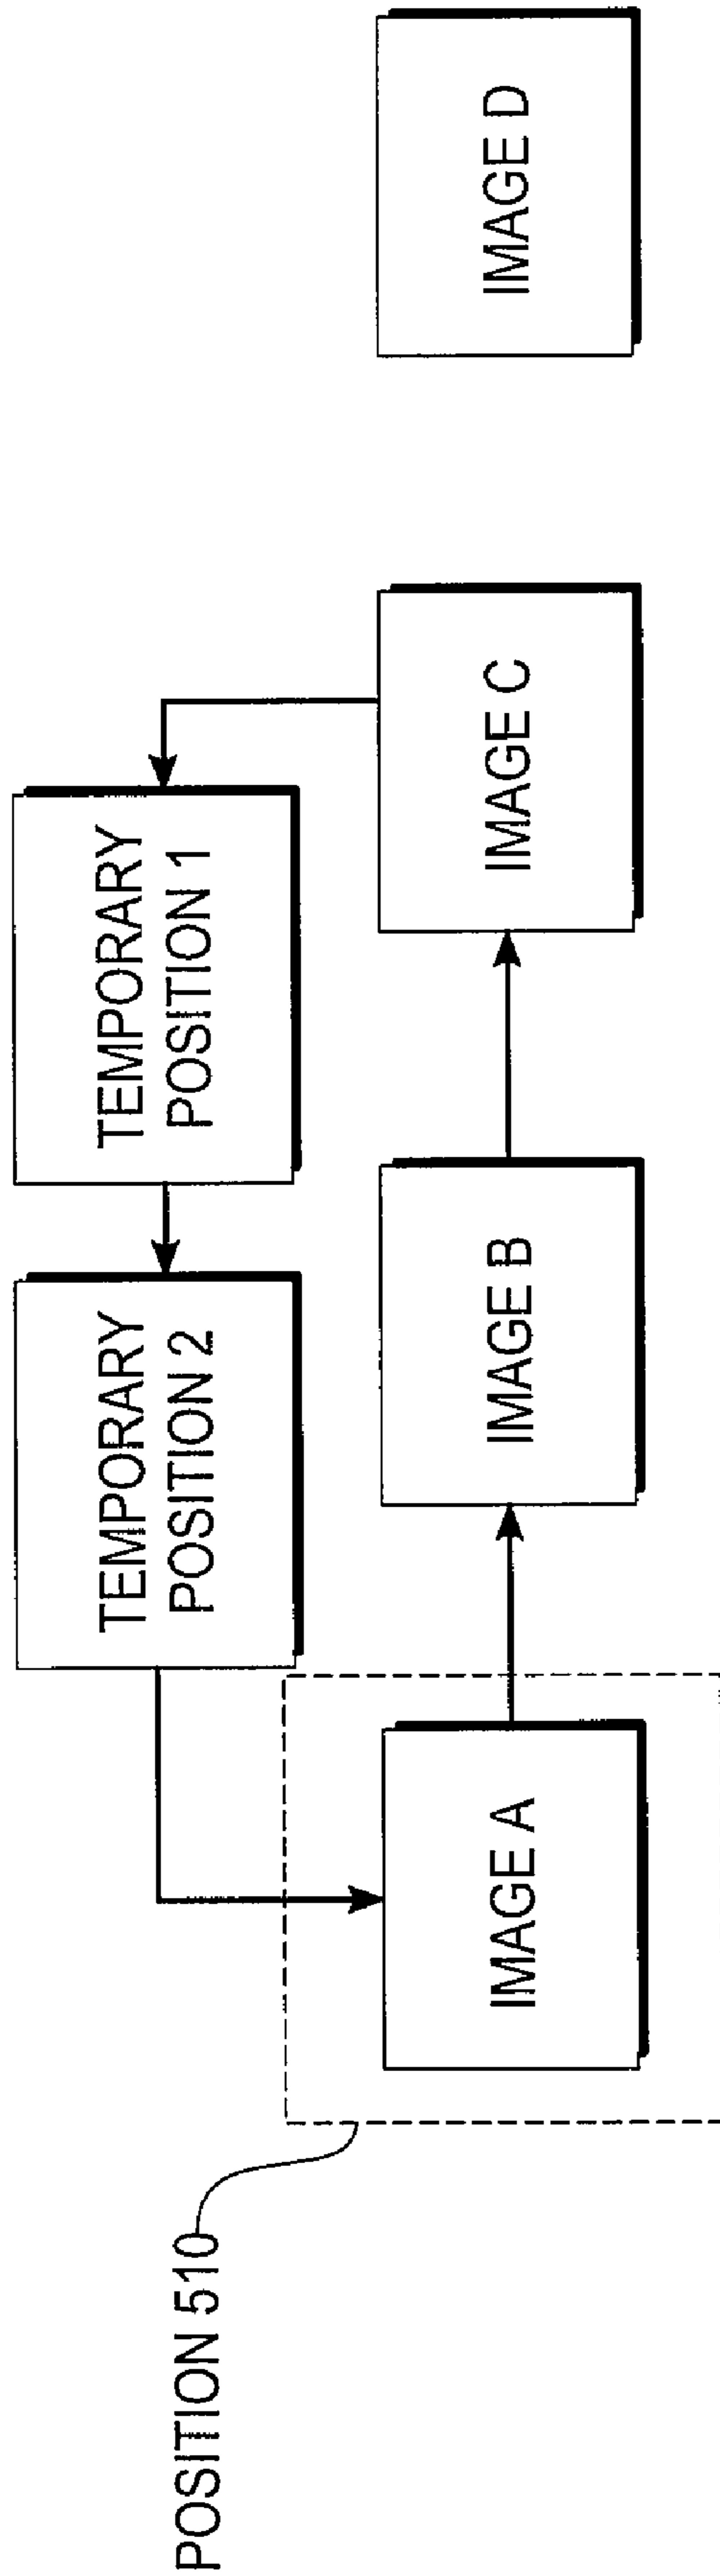 TEMPORARY
POSITION 2
TEMPORARY
POSITION 1
POSITION 510
IMAGE A
IMAGE B
IMAGE C
IMAGE D